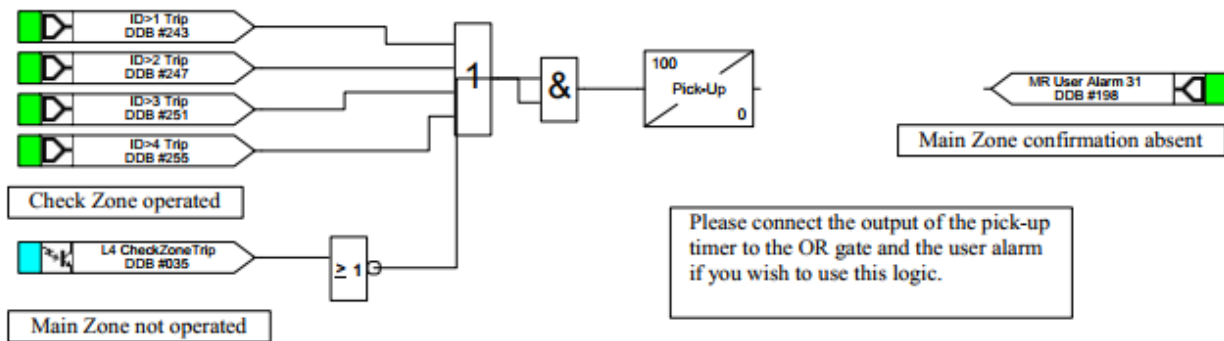 ID>1 Trip
DDB #243
ID>2 Trip
DDB #247
ID>3 Trip
DDB #251
ID>4 Trip
DDB #255
1
&
100
Pick-Up
0
MR User Alarm 31
DDB #198
Main Zone confirmation absent
Check Zone operated
L4 CheckZoneTrip
DDB #035
≥ 1
Main Zone not operated
Please connect the output of the pick-up
timer to the OR gate and the user alarm
if you wish to use this logic.